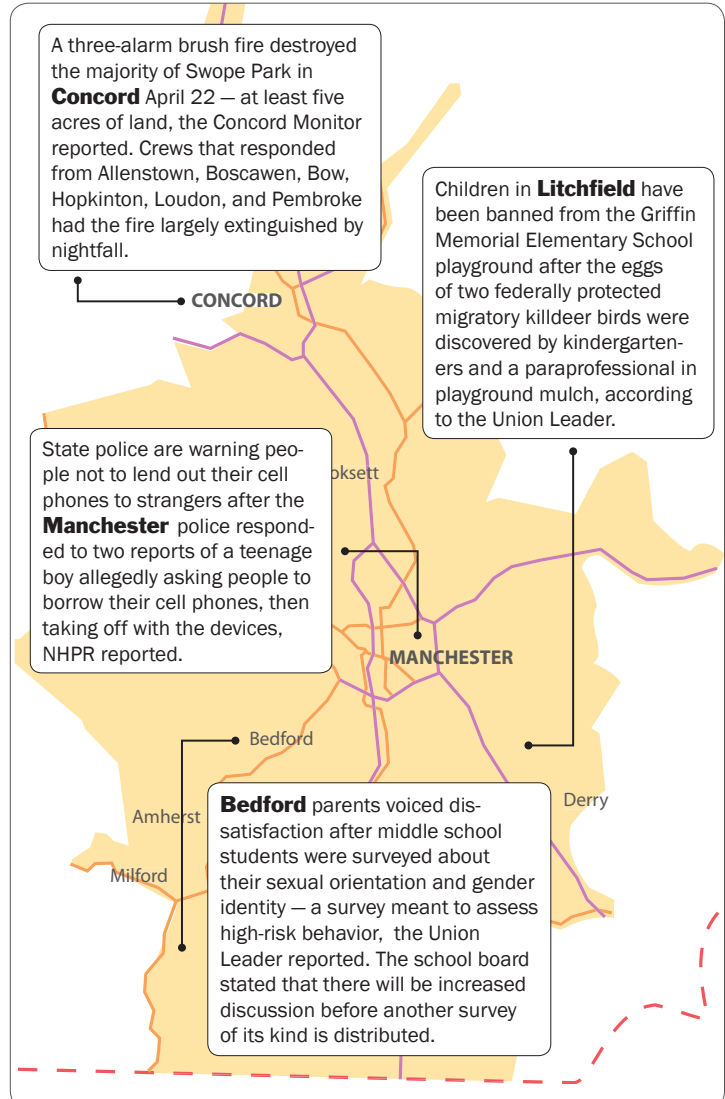 A three-alarm brush fire destroyed
the majority of Swope Park in
Concord April 22 — at least five
acres of land, the Concord Monitor
reported. Crews that responded
from Allenstown, Boscawen, Bow,
Hopkinton, Loudon, and Pembroke
had the fire largely extinguished by
nightfall.
Children in Litchfield have
been banned from the Griffin
Memorial Elementary School
playground after the eggs
of two federally protected
migratory killdeer birds were
discovered by kindergarten-
ers and a paraprofessional in
playground mulch, according
to the Union Leader.
CONCORD
State police are warning peo-
ple not to lend out their cell
phones to strangers after the
Manchester police respond-
ed to two reports of a teenage
boy allegedly asking people to
borrow their cell phones, then
taking off with the devices,
NHPR reported.
oksett
MANCHESTER
Bedford
Amherst
Milford
Derry
Bedford parents voiced dis-
satisfaction after middle school
students were surveyed about
their sexual orientation and gender
identity — a survey meant to assess
high-risk behavior,  the Union
Leader reported. The school board
stated that there will be increased
discussion before another survey
of its kind is distributed.